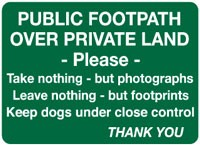 PUBLIC FOOTPATH
OVER PRIVATE LAND
- Please -
Take nothing - but photographs
Leave nothing - but footprints
Keep dogs under close control
THANK YOU